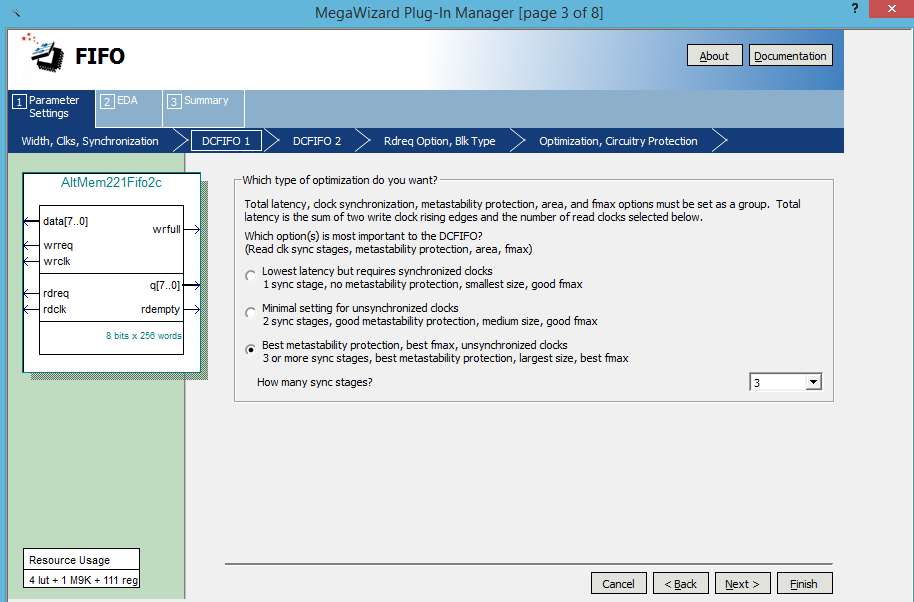 MegaWizard Plug-In Manager [page 3 of 8]
?
FIFO
About
Documentation
1 Parameter Settings
2 EDA
3 Summary
Width, Clks, Synchronization
DCFIFO 1
DCFIFO 2
Rdreq Option, Blk Type
Optimization, Circuitry Protection
AltMem221Fifo2c
data[7..0]
wrfull
wrreq
wrclk
q[7..0]
rdreq
rdclk
rdempty
8 bits x 256 words
Which type of optimization do you want?
Total latency, clock synchronization, metastability protection, area, and fmax options must be set as a group. Total
latency is the sum of two write clock rising edges and the number of read clocks selected below.
Which option(s) is most important to the DCFIFO?
(Read clk sync stages, metastability protection, area, fmax)
Lowest latency but requires synchronized clocks
1 sync stage, no metastability protection, smallest size, good fmax
Minimal setting for unsynchronized clocks
2 sync stages, good metastability protection, medium size, good fmax
Best metastability protection, best fmax, unsynchronized clocks
3 or more sync stages, best metastability protection, largest size, best fmax
How many sync stages?
3
Resource Usage
4 lut + 1 M9K + 111 reg
Cancel
< Back
Next >
Finish